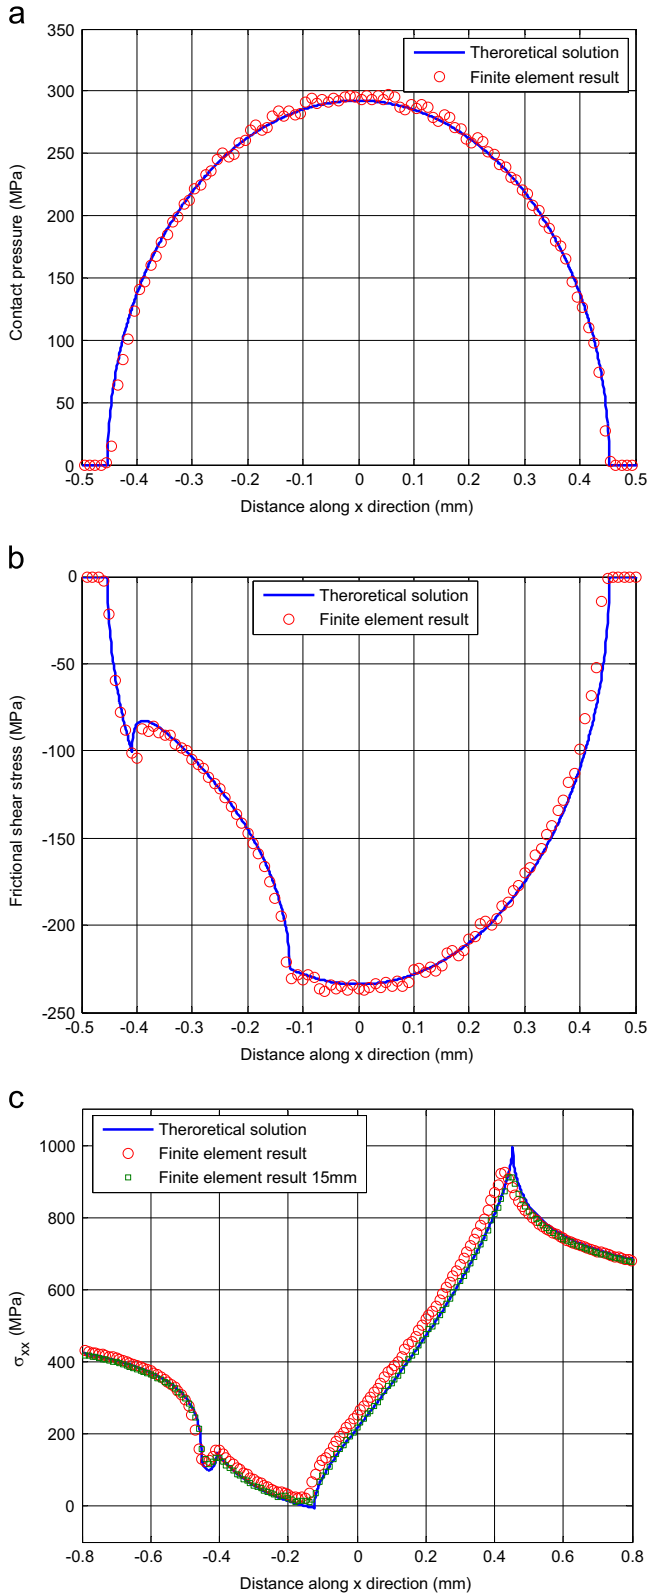 a
350
300
250
200
150
100
50
0
Contact pressure (MPa)
Theroretical solution
Finite element result
-0.5 -0.4 -0.3 -0.2 -0.1 0 0.1 0.2 0.3 0.4 0.5
Distance along x direction (mm)
b
0
-50
-100
-150
-200
-250
Frictional shear stress (MPa)
Theroretical solution
Finite element result
-0.5 -0.4 -0.3 -0.2 -0.1 0 0.1 0.2 0.3 0.4 0.5
Distance along x direction (mm)
c
1000
800
600
400
200
0
σxx (MPa)
Theroretical solution
Finite element result
Finite element result 15mm
-0.8 -0.6 -0.4 -0.2 0 0.2 0.4 0.6 0.8
Distance along x direction (mm)